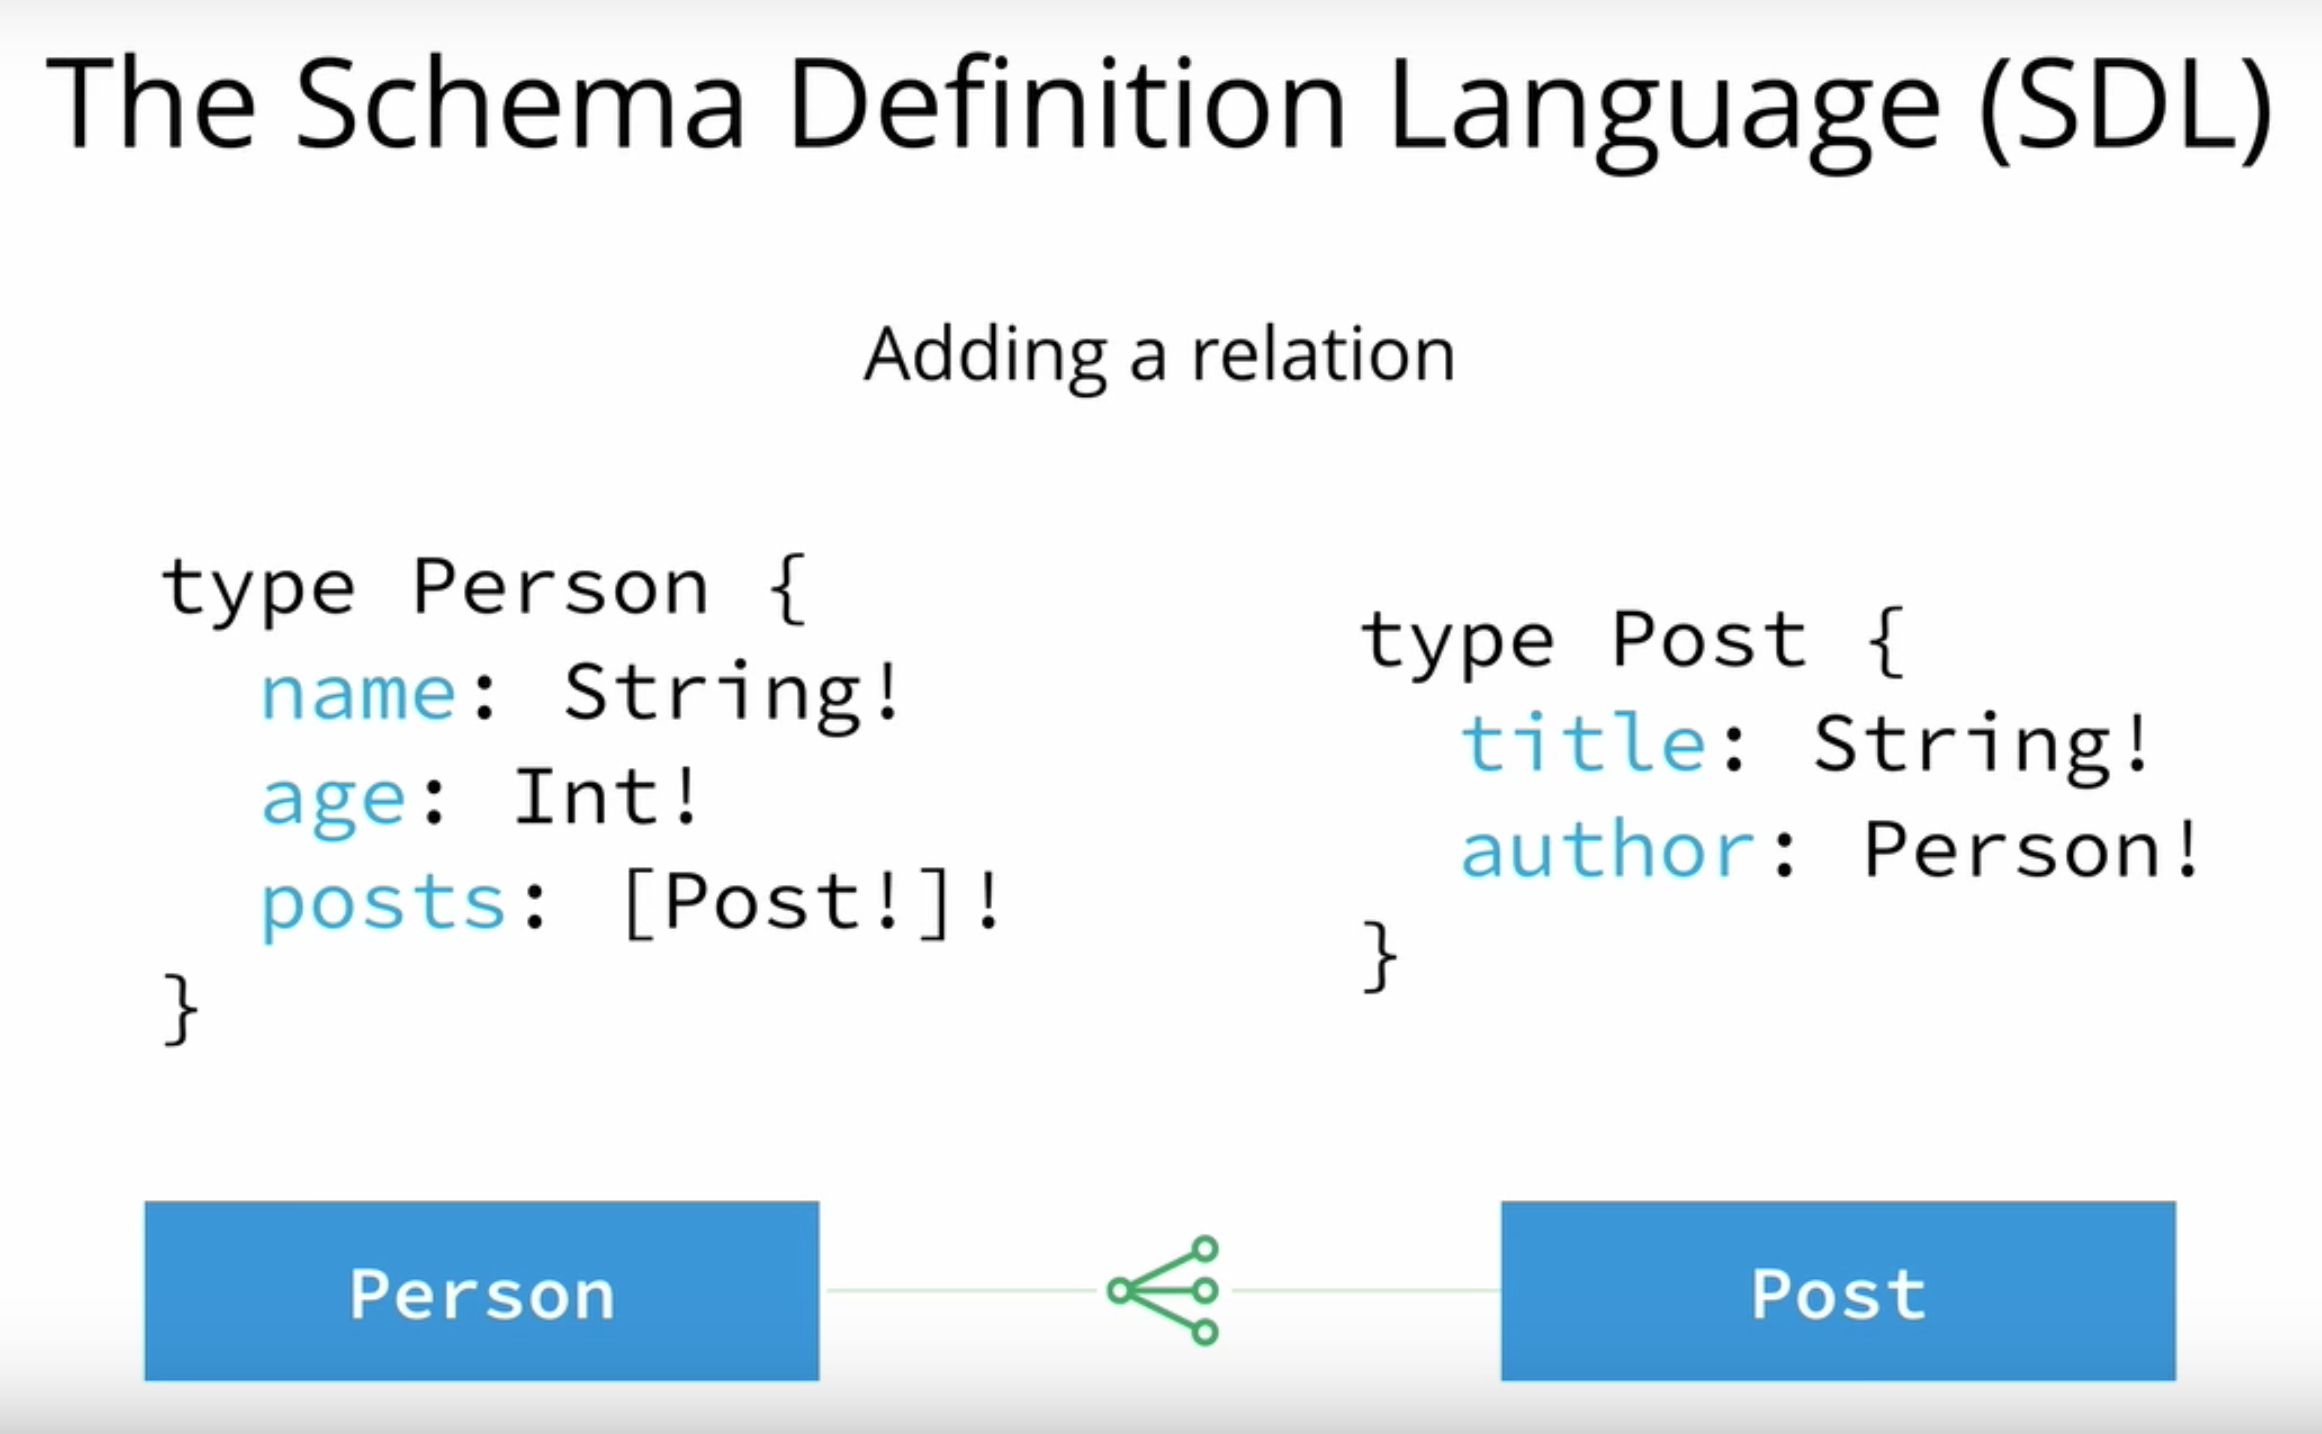 The Schema Definition Language (SDL)
Adding a relation
type Person {
  name: String!
  age: Int!
  posts: [Post!]!
}
type Post {
  title: String!
  author: Person!
}
Person
Post